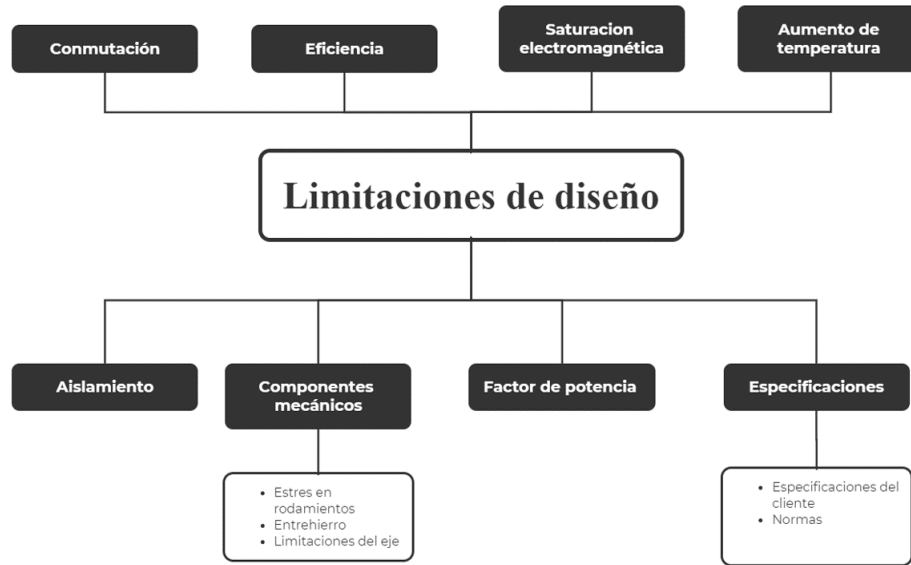 Conmutación
Eficiencia
Saturacion
electromagnética
Aumento de
temperatura
Limitaciones de diseño
Aislamiento
Componentes
mecánicos
Factor de potencia
Especificaciones
• Estres en
rodamientos
• Entrehierro
• Limitaciones del eje
• Especificaciones del
cliente
• Normas